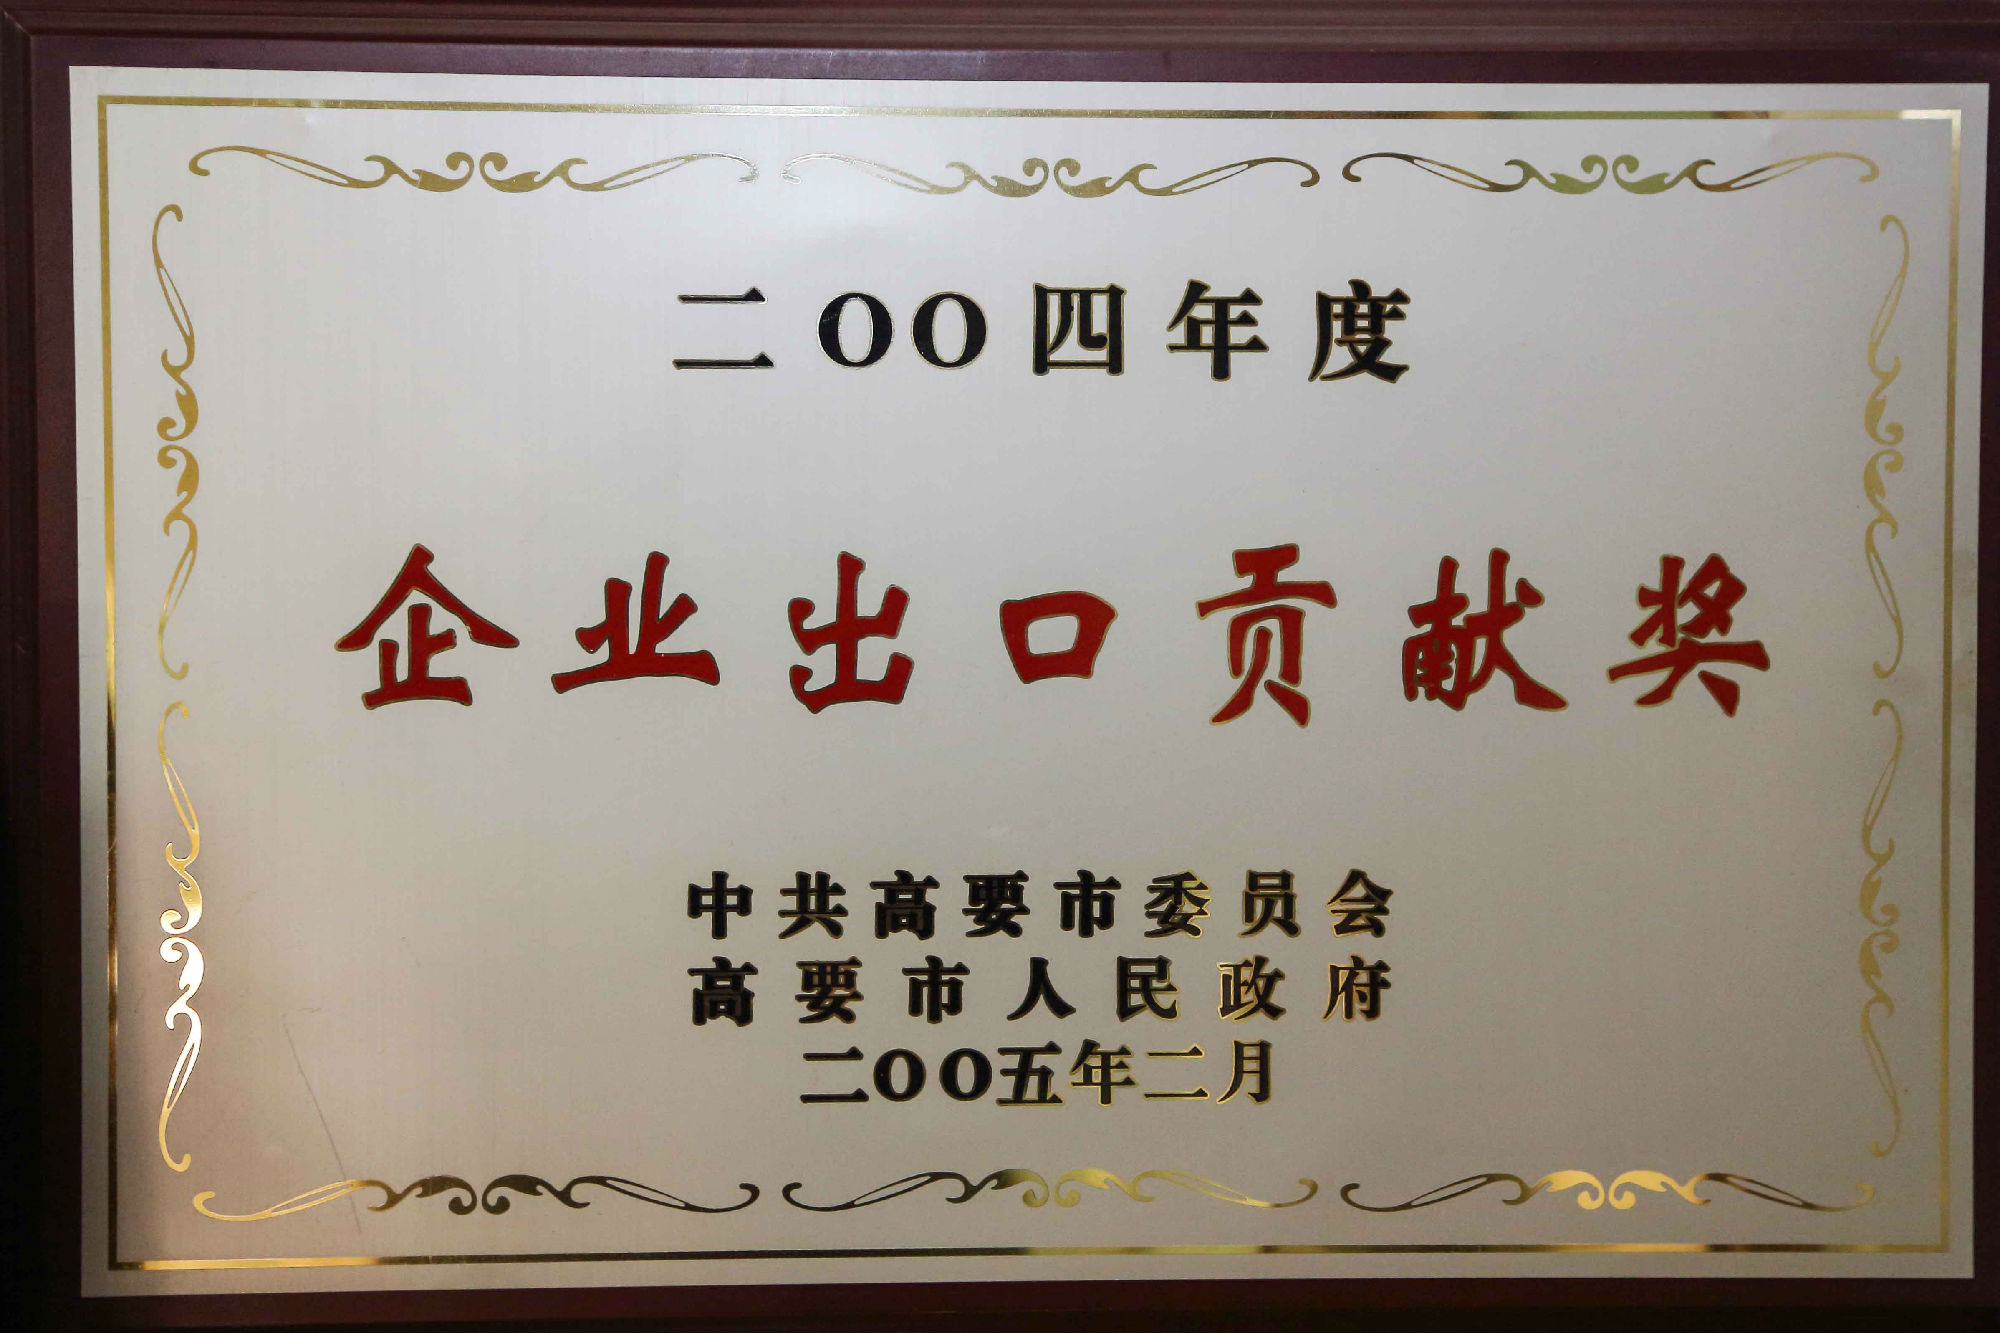 二OO四年度
企业出口贡献奖
中共高要市委员会
高要市人民政府
二OO五年二月